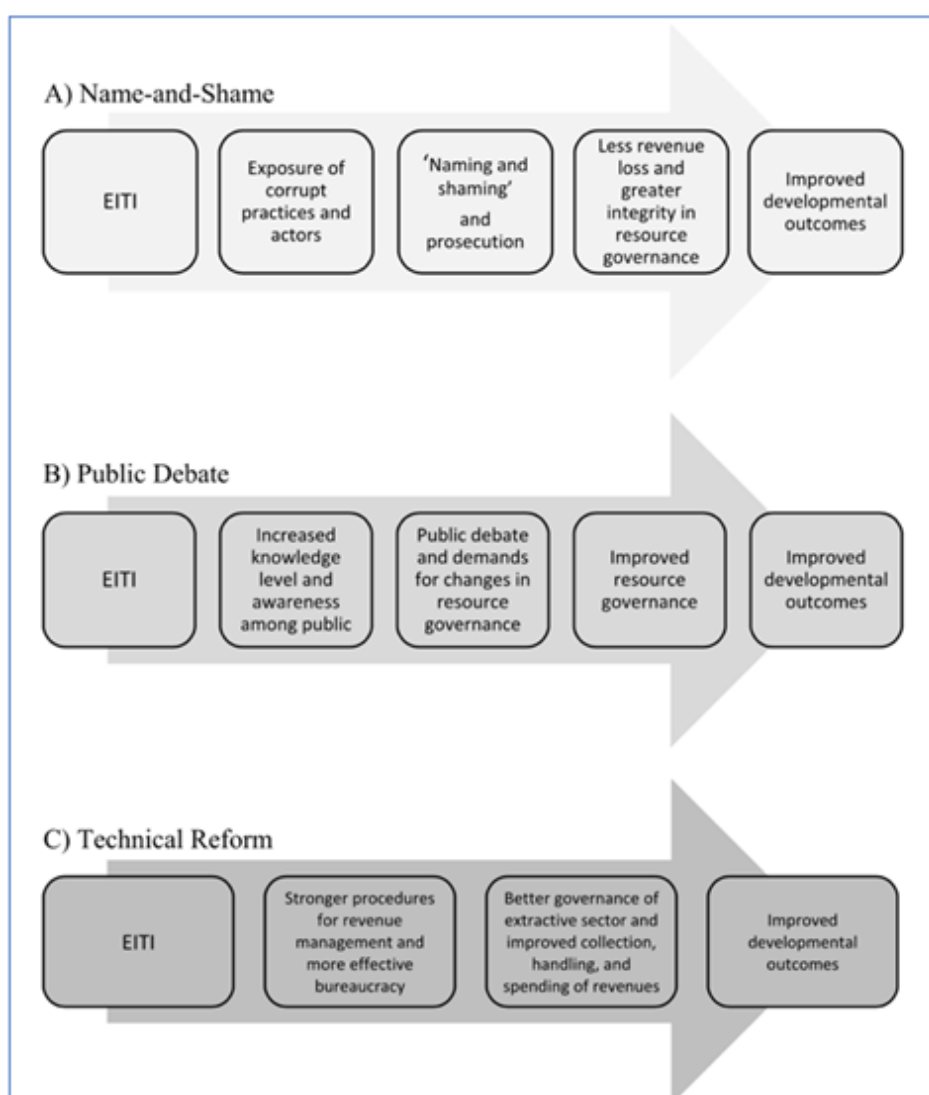 A) Name-and-Shame
EITI
Exposure of
corrupt
practices and
actors
‘Naming and
shaming’
and
prosecution
Less revenue
loss and
greater
integrity in
resource
governance
Improved
developmental
outcomes
B) Public Debate
EITI
Increased
knowledge
level and
awareness
among public
Public debate
and demands
for changes in
resource
governance
Improved
resource
governance
Improved
developmental
outcomes
C) Technical Reform
EITI
Stronger procedures
for revenue
management and
more effective
bureaucracy
Better governance of
extractive sector and
improved collection,
handling, and
spending of revenues
Improved
developmental
outcomes